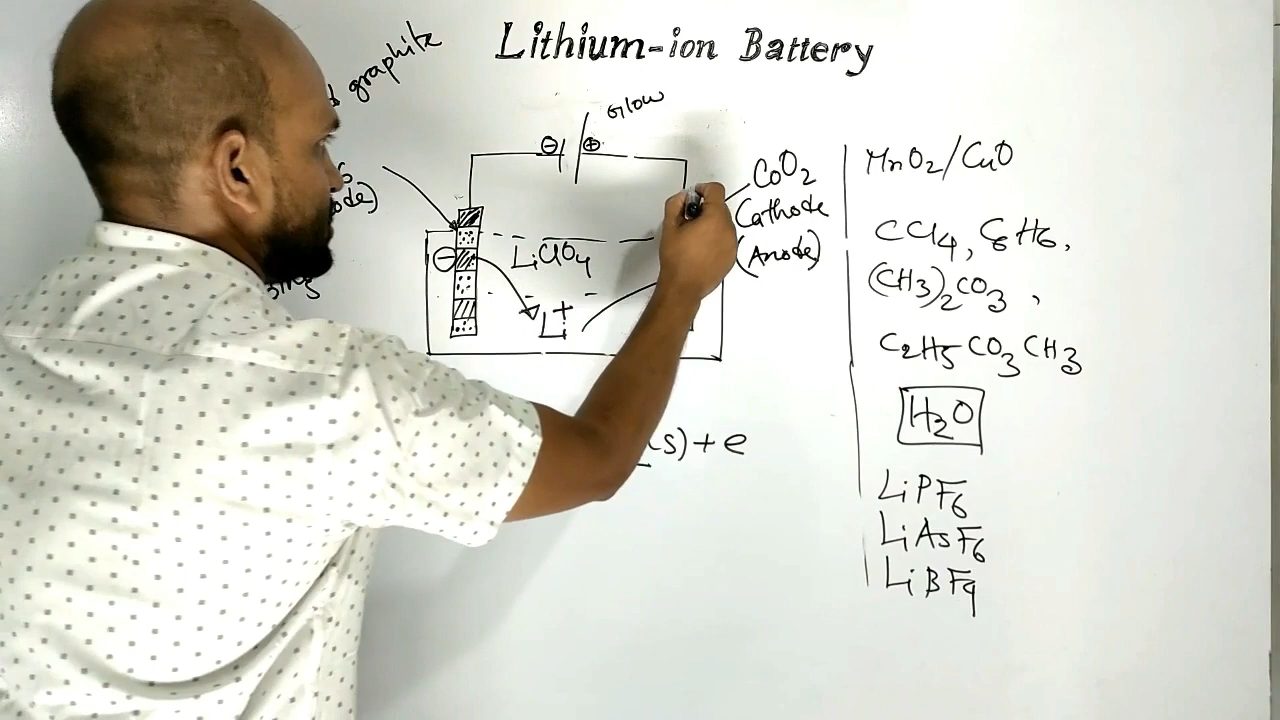 Lithium-ion Battery
graphite
Glow
⊖ ⊕
CoO2
Cathode
(Anode)
⊖
LiClO4
Li+
(s) + e
MnO2/CuO
CCl4, C6H6,
(CH3)2CO3,
C2H5CO3CH3
H2O
LiPF6
LiAsF6
LiBF4